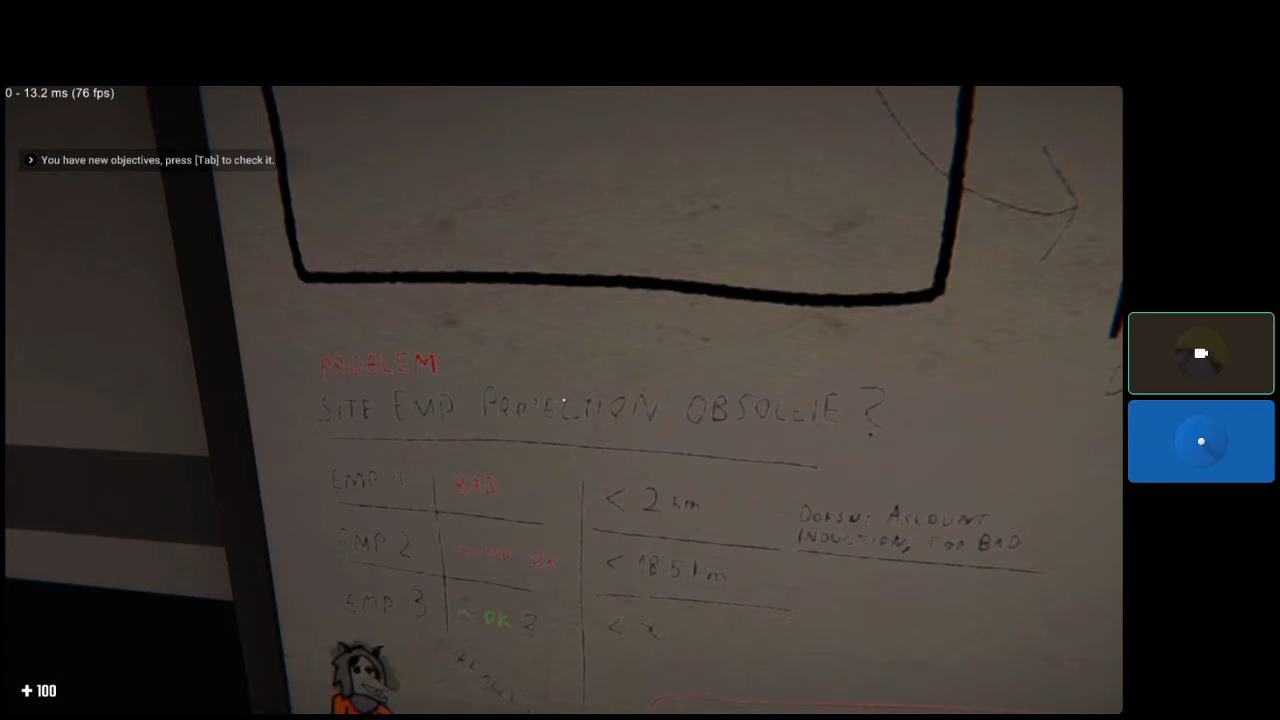 0 - 13.2 ms (76 fps)
You have new objectives, press [Tab] to check it.
PROBLEM
SITE EMP PROTECTION OBSOLLIE ?
EMP 1 BAD < 2 km
DOESN' ACCOUNT
INDUCTION, TOO BAD
EMP 2 < 18.5 km
EMP 3 ~ OK ? < x
+ 100